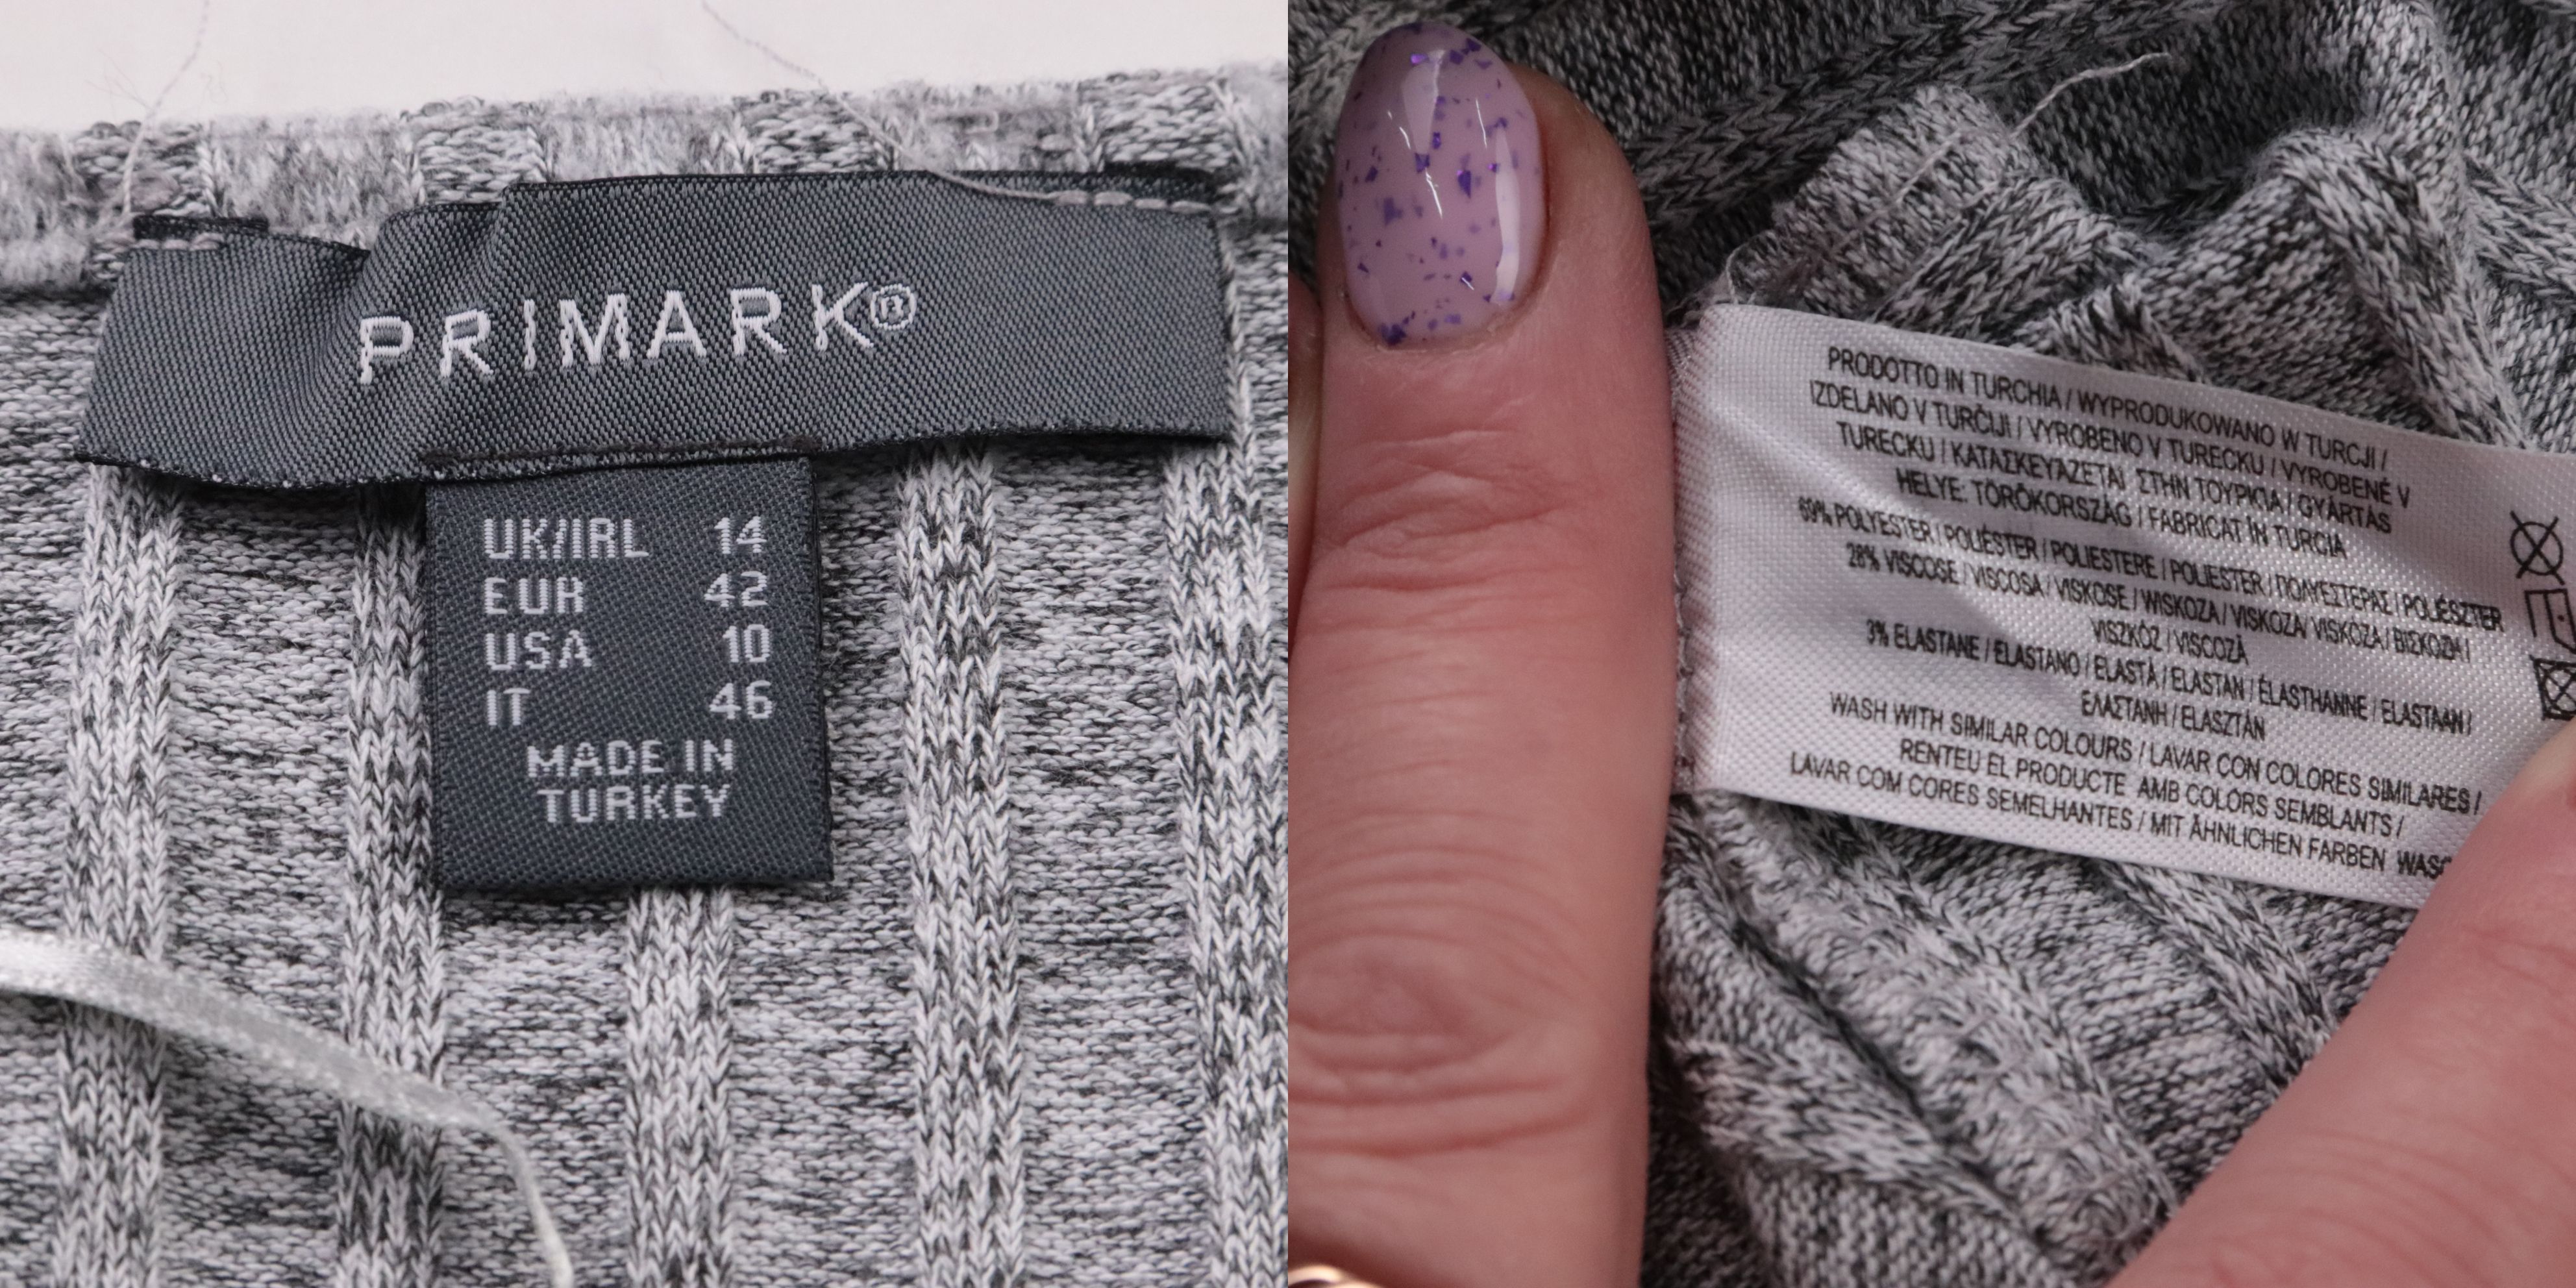 PRIMARK®
UK/IRL 14
EUR 42
USA 10
IT 46
MADE IN
TURKEY
PRODOTTO IN TURCHIA / WYPRODUKOWANO W TURCJI /
IZDELANO V TURČIJI / VYROBENO V TURECKU / VYROBENÉ V
TURECKU / ΚΑΤΑΣΚΕΥΑΖΕΤΑΙ ΣΤΗΝ ΤΟΥΡΚΙΑ / GYÁRTÁS
HELYE: TÖRÖKORSZÁG / FABRICAT ÎN TURCIA
69% POLYESTER / POLIÉSTER / POLIESTERE / POLIESTER / ΠΟΛΥΕΣΤΕΡΑΣ / POLIÉSZTER
28% VISCOSE / VISCOSA / VISKOSE / WISKOZA / VISKOZA / VISKÓZA / ΒΙΣΚΟΖΗ /
VISZKÓZ / VISCOZĂ
3% ELASTANE / ELASTANO / ELASTÀ / ELASTAN / ÉLASTHANNE / ELASTAAN /
ΕΛΑΣΤΑΝΗ / ELASZTÁN
WASH WITH SIMILAR COLOURS / LAVAR CON COLORES SIMILARES /
RENTEU EL PRODUCTE AMB COLORS SEMBLANTS /
LAVAR COM CORES SEMELHANTES / MIT ÄHNLICHEN FARBEN WASC